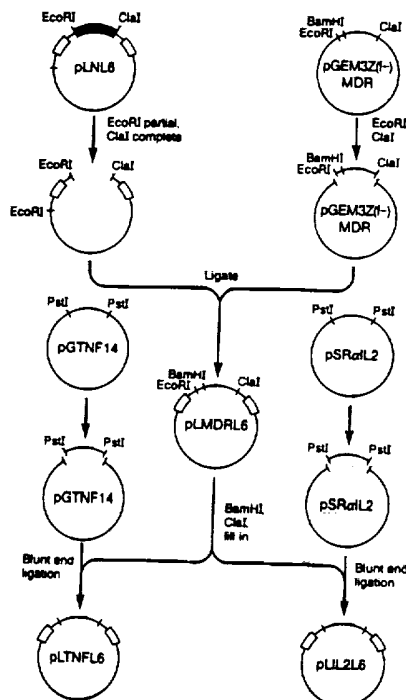 EcoRI
ClaI
pLNL6
BamHI
EcoRI
ClaI
pGEM3Z(f-)
MDR
EcoRI partial,
ClaI complete
EcoRI
ClaI
EcoRI
ClaI
EcoRI
BamHI
EcoRI
ClaI
pGEM3Z(f-)
MDR
Ligate
PstI
PstI
pGTNF14
BamHI
EcoRI
ClaI
pLMDRL6
PstI
PstI
pSRαIL2
PstI
PstI
pGTNF14
PstI
PstI
pSRαIL2
BamHI,
ClaI,
fill in
Blunt end
ligation
Blunt end
ligation
pLTNFL6
pLIL2L6